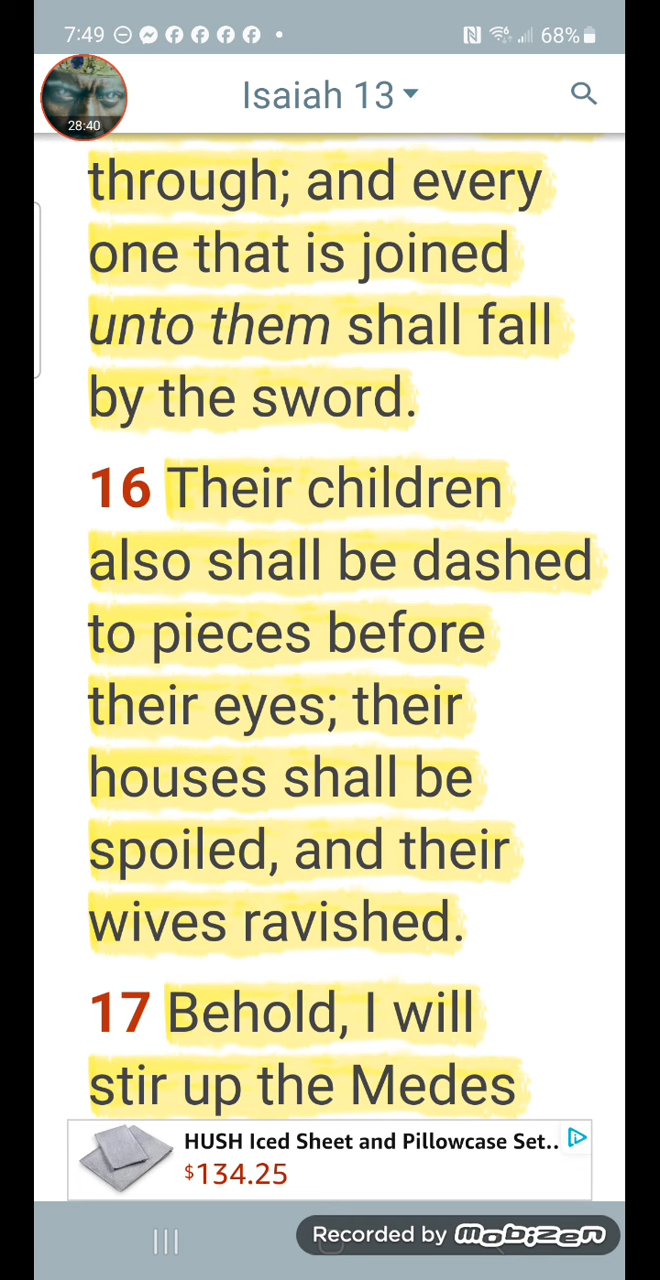 7:49
68%
28:40
Isaiah 13
through; and every
one that is joined
unto them shall fall
by the sword.
16 Their children
also shall be dashed
to pieces before
their eyes; their
houses shall be
spoiled, and their
wives ravished.
17 Behold, I will
stir up the Medes
HUSH Iced Sheet and Pillowcase Set..
$134.25
Recorded by mobizen